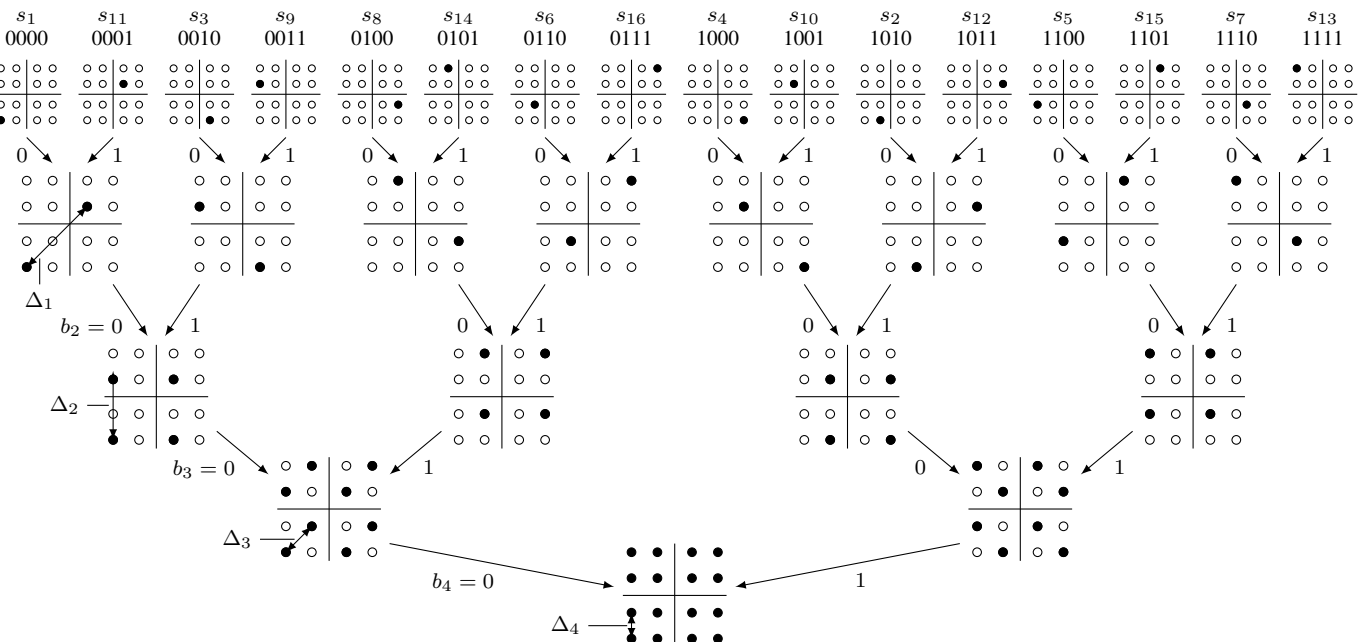 s₁ s₁₁ s₃ s₉ s₈ s₁₄ s₆ s₁₆ s₄ s₁₀ s₂ s₁₂ s₅ s₁₅ s₇ s₁₃
0000 0001 0010 0011 0100 0101 0110 0111 1000 1001 1010 1011 1100 1101 1110 1111
0 1 0 1 0 1 0 1 0 1 0 1 0 1 0 1
Δ₁
b₂ = 0 1 0 1 0 1 0 1
Δ₂
b₃ = 0 1 0 1
Δ₃
b₄ = 0 1
Δ₄